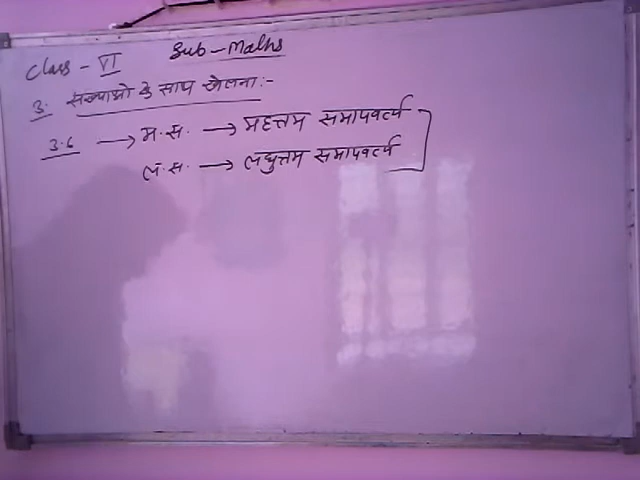 Class - VI Sub - Maths
3. संख्याओ के साथ खेलना :-
3.6 → म.स. → महत्तम समापवर्त्य
ल.स. → लघुत्तम समापवर्त्य